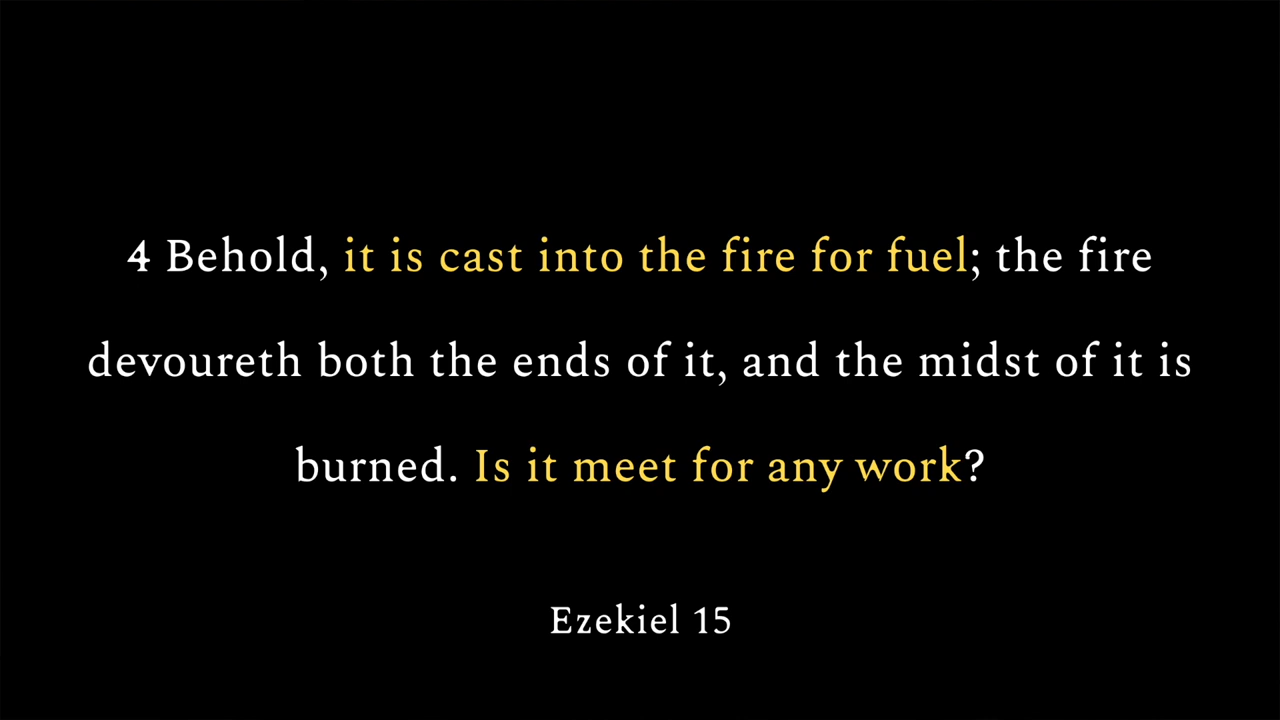 4 Behold, it is cast into the fire for fuel; the fire
devoureth both the ends of it, and the midst of it is
burned. Is it meet for any work?
Ezekiel 15